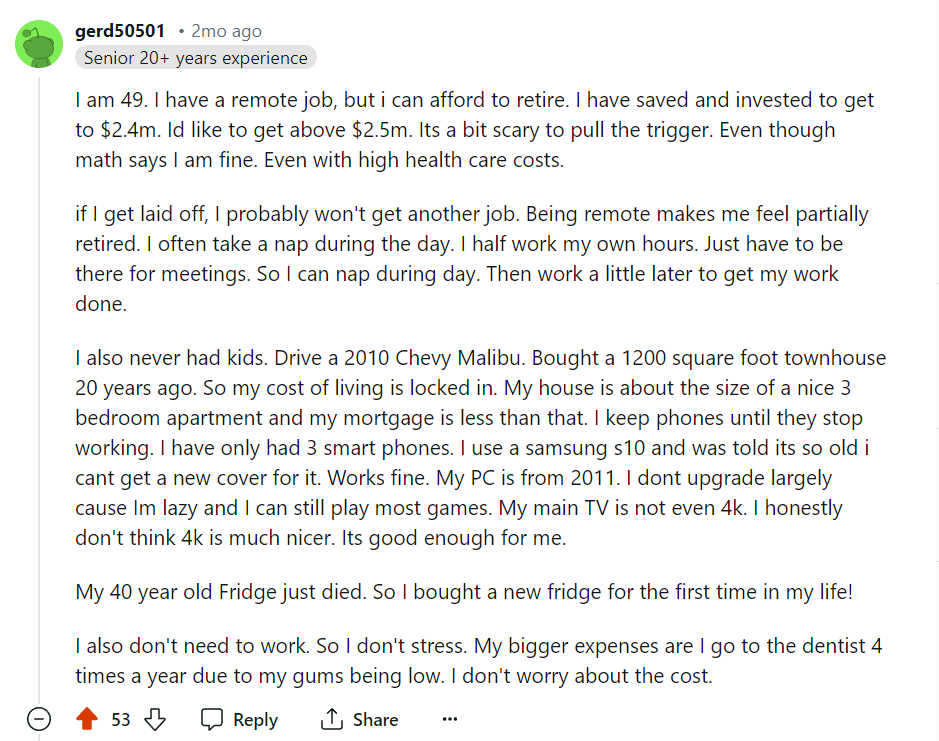 gerd50501 • 2mo ago
Senior 20+ years experience
I am 49. I have a remote job, but i can afford to retire. I have saved and invested to get
to $2.4m. Id like to get above $2.5m. Its a bit scary to pull the trigger. Even though
math says I am fine. Even with high health care costs.
if I get laid off, I probably won't get another job. Being remote makes me feel partially
retired. I often take a nap during the day. I half work my own hours. Just have to be
there for meetings. So I can nap during day. Then work a little later to get my work
done.
I also never had kids. Drive a 2010 Chevy Malibu. Bought a 1200 square foot townhouse
20 years ago. So my cost of living is locked in. My house is about the size of a nice 3
bedroom apartment and my mortgage is less than that. I keep phones until they stop
working. I have only had 3 smart phones. I use a samsung s10 and was told its so old i
cant get a new cover for it. Works fine. My PC is from 2011. I dont upgrade largely
cause Im lazy and I can still play most games. My main TV is not even 4k. I honestly
don't think 4k is much nicer. Its good enough for me.
My 40 year old Fridge just died. So I bought a new fridge for the first time in my life!
I also don't need to work. So I don't stress. My bigger expenses are I go to the dentist 4
times a year due to my gums being low. I don't worry about the cost.
53 Reply Share ...